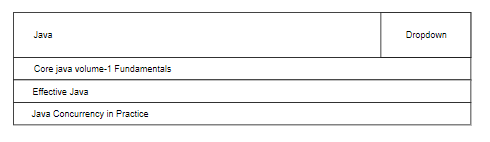 Java
Dropdown
Core java volume-1 Fundamentals
Effective Java
Java Concurrency in Practice